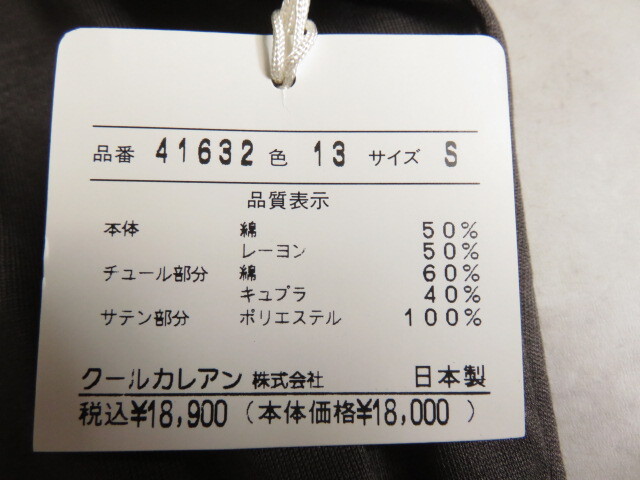 品番 41632 色 13 サイズ S
品質表示
本体 綿 50%
レーヨン 50%
チュール部分 綿 60%
キュプラ 40%
サテン部分 ポリエステル 100%
クールカレアン 株式会社 日本製
税込¥18,900 (本体価格¥18,000 )